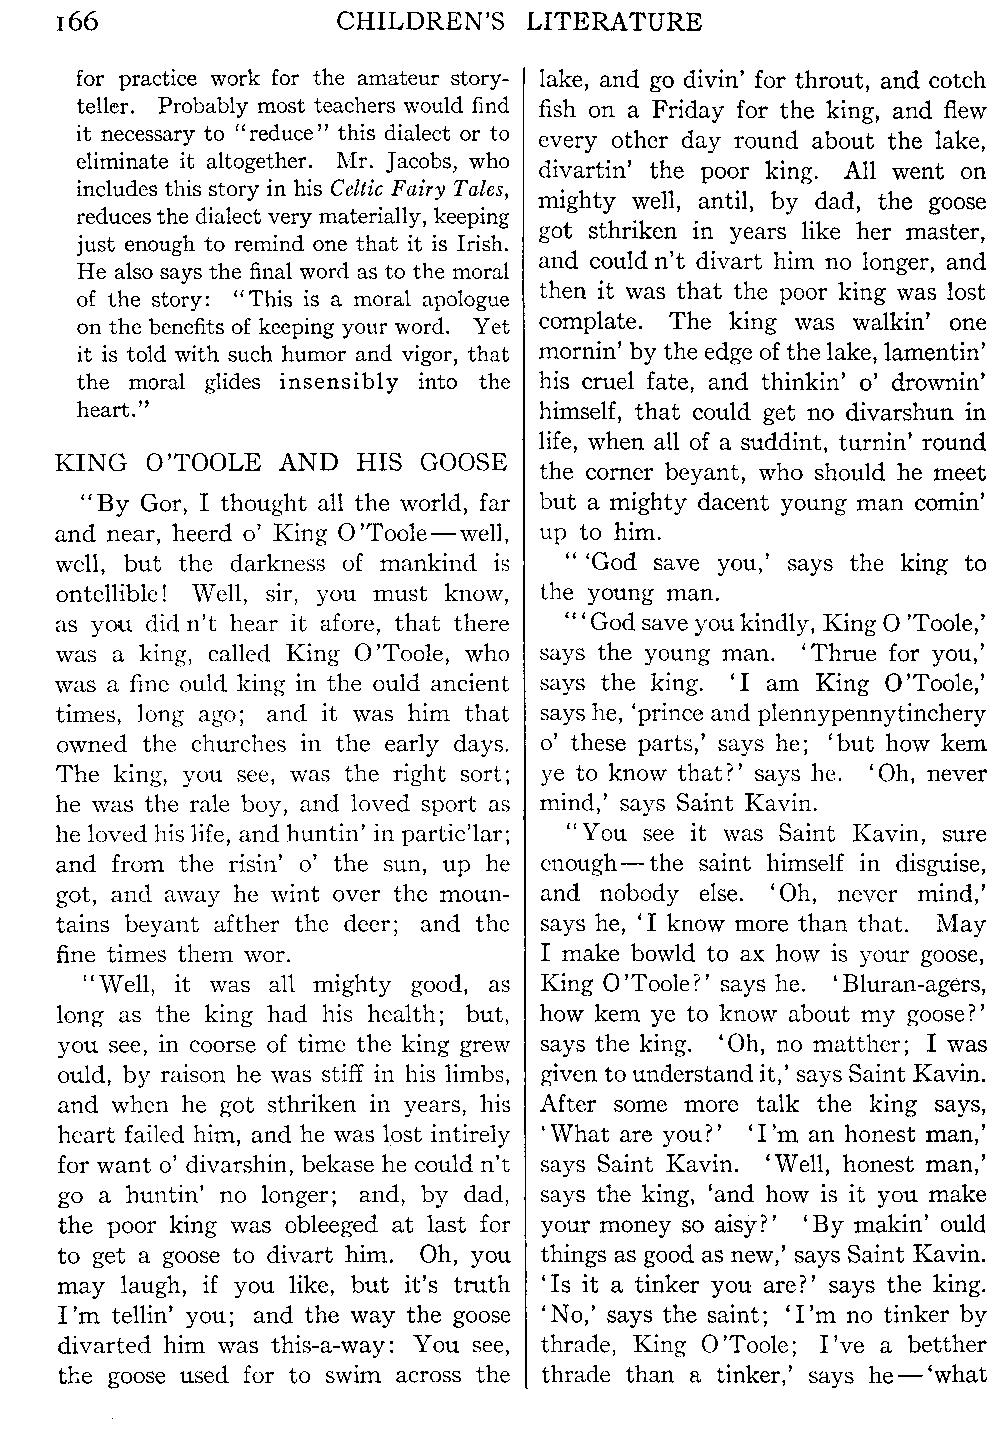 166 CHILDREN'S LITERATURE
for practice work for the amateur story-
teller. Probably most teachers would find
it necessary to "reduce" this dialect or to
eliminate it altogether. Mr. Jacobs, who
includes this story in his Celtic Fairy Tales,
reduces the dialect very materially, keeping
just enough to remind one that it is Irish.
He also says the final word as to the moral
of the story: "This is a moral apologue
on the benefits of keeping your word. Yet
it is told with such humor and vigor, that
the moral glides insensibly into the
heart."
KING O'TOOLE AND HIS GOOSE
"By Gor, I thought all the world, far
and near, heerd o' King O'Toole—well,
well, but the darkness of mankind is
ontellible! Well, sir, you must know,
as you didn't hear it afore, that there
was a king, called King O'Toole, who
was a fine ould king in the ould ancient
times, long ago; and it was him that
owned the churches in the early days.
The king, you see, was the right sort;
he was the rale boy, and loved sport as
he loved his life, and huntin' in partic'lar;
and from the risin' o' the sun, up he
got, and away he wint over the moun-
tains beyant afther the deer; and the
fine times them wor.
"Well, it was all mighty good, as
long as the king had his health; but,
you see, in coorse of time the king grew
ould, by raison he was stiff in his limbs,
and when he got sthriken in years, his
heart failed him, and he was lost intirely
for want o' divarshin, bekase he couldn't
go a huntin' no longer; and, by dad,
the poor king was obleeged at last for
to get a goose to divart him. Oh, you
may laugh, if you like, but it's truth
I'm tellin' you; and the way the goose
divarted him was this-a-way: You see,
the goose used for to swim across the
lake, and go divin' for throut, and cotch
fish on a Friday for the king, and flew
every other day round about the lake,
divartin' the poor king. All went on
mighty well, antil, by dad, the goose
got sthriken in years like her master,
and couldn't divart him no longer, and
then it was that the poor king was lost
complate. The king was walkin' one
mornin' by the edge of the lake, lamentin'
his cruel fate, and thinkin' o' drownin'
himself, that could get no divarshun in
life, when all of a suddint, turnin' round
the corner beyant, who should he meet
but a mighty dacent young man comin'
up to him.
"'God save you,' says the king to
the young man.
"'God save you kindly, King O'Toole,'
says the young man. 'Thrue for you,'
says the king. 'I am King O'Toole,'
says he, 'prince and plennypennytinchery
o' these parts,' says he; 'but how kem
ye to know that?' says he. 'Oh, never
mind,' says Saint Kavin.
"You see it was Saint Kavin, sure
enough—the saint himself in disguise,
and nobody else. 'Oh, never mind,'
says he, 'I know more than that. May
I make bowld to ax how is your goose,
King O'Toole?' says he. 'Bluran-agers,
how kem ye to know about my goose?'
says the king. 'Oh, no matther; I was
given to understand it,' says Saint Kavin.
After some more talk the king says,
'What are you?' 'I'm an honest man,'
says Saint Kavin. 'Well, honest man,'
says the king, 'and how is it you make
your money so aisy?' 'By makin' ould
things as good as new,' says Saint Kavin.
'Is it a tinker you are?' says the king.
'No,' says the saint; 'I'm no tinker by
thrade, King O'Toole; I've a betther
thrade than a tinker,' says he—'what